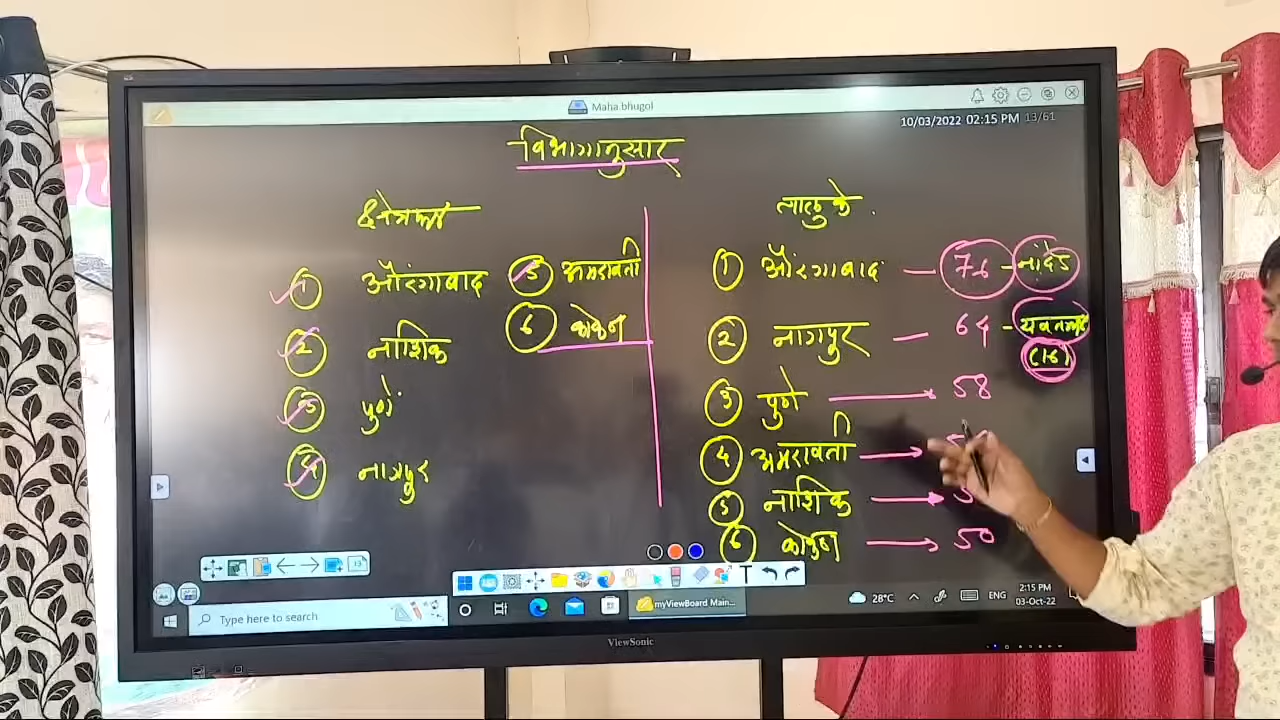 Maha.bhugol
10/03/2022 02:15 PM 13/61
विभागानुसार
क्षेत्रफळ
1 औरंगाबाद
2 नाशिक
3 पुणे
4 नागपुर
5 अमरावती
6 कोकण
तालुके.
1 औरंगाबाद — 76 - नांदेड
2 नागपुर — 64 - यवतमाळ
(16)
3 पुणे → 58
4 अमरावती →
5 नाशिक →
6 कोकण → 50
T
Type here to search
myViewBoard Main...
28°C
ENG
2:15 PM
03-Oct-22
ViewSonic